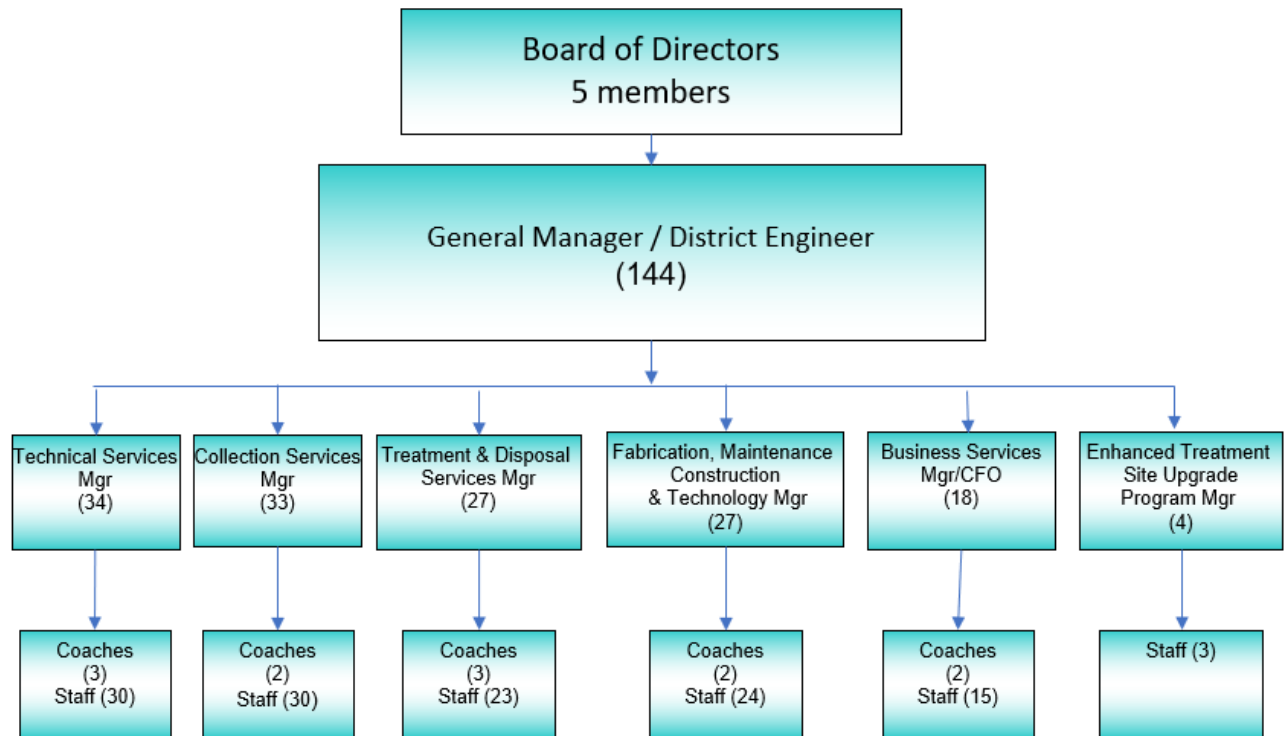 Board of Directors
5 members
General Manager / District Engineer
(144)
Technical Services
Mgr
(34)
Collection Services
Mgr
(33)
Treatment & Disposal
Services Mgr
(27)
Fabrication, Maintenance
Construction
& Technology Mgr
(27)
Business Services
Mgr/CFO
(18)
Enhanced Treatment
Site Upgrade
Program Mgr
(4)
Coaches
(3)
Staff (30)
Coaches
(2)
Staff (30)
Coaches
(3)
Staff (23)
Coaches
(2)
Staff (24)
Coaches
(2)
Staff (15)
Staff (3)